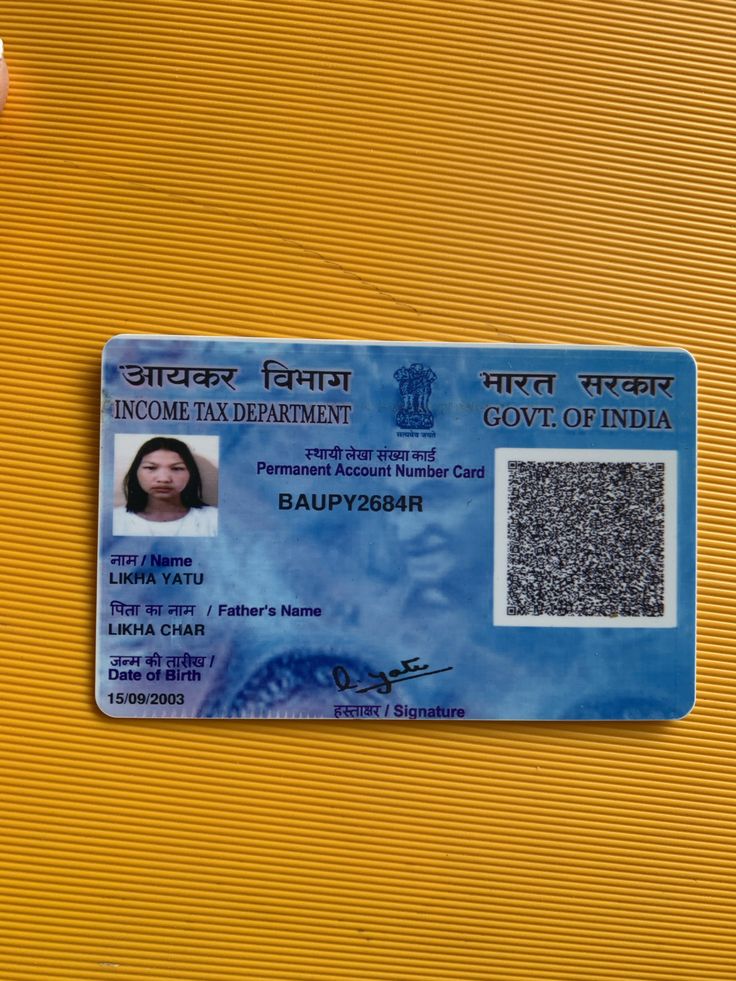 आयकर विभाग
INCOME TAX DEPARTMENT
सत्यमेव जयते
भारत सरकार
GOVT. OF INDIA
स्थायी लेखा संख्या कार्ड
Permanent Account Number Card
BAUPY2684R
नाम / Name
LIKHA YATU
पिता का नाम / Father's Name
LIKHA CHAR
जन्म की तारीख /
Date of Birth
15/09/2003
L. yatu
हस्ताक्षर / Signature